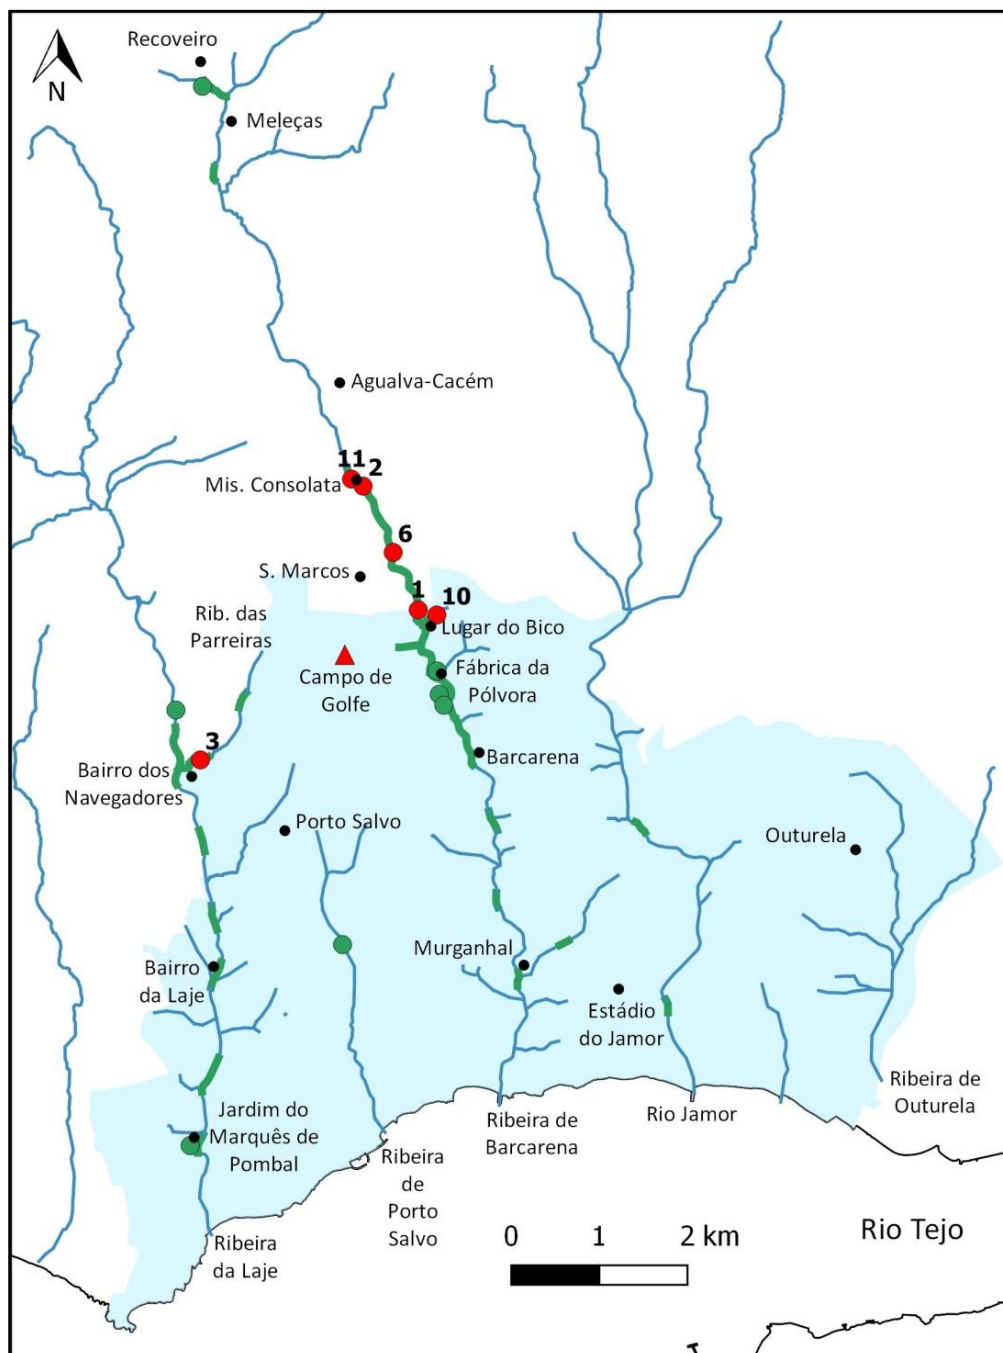 Recoveiro
N
Meleças
Agualva-Cacém
11
2
Mis. Consolata
6
S. Marcos
1
10
Rib. das
Parreiras
Lugar do Bico
Campo de
Golfe
Fábrica da
Pólvora
3
Bairro dos
Navegadores
Barcarena
Porto Salvo
Outurela
Murganhal
Bairro
da Laje
Estádio
do Jamor
Jardim do
Marquês de
Pombal
Ribeira de
Outurela
Rio Jamor
Ribeira de
Barcarena
Ribeira
de
Porto
Salvo
Ribeira
da Laje
0
1
2 km
Rio Tejo